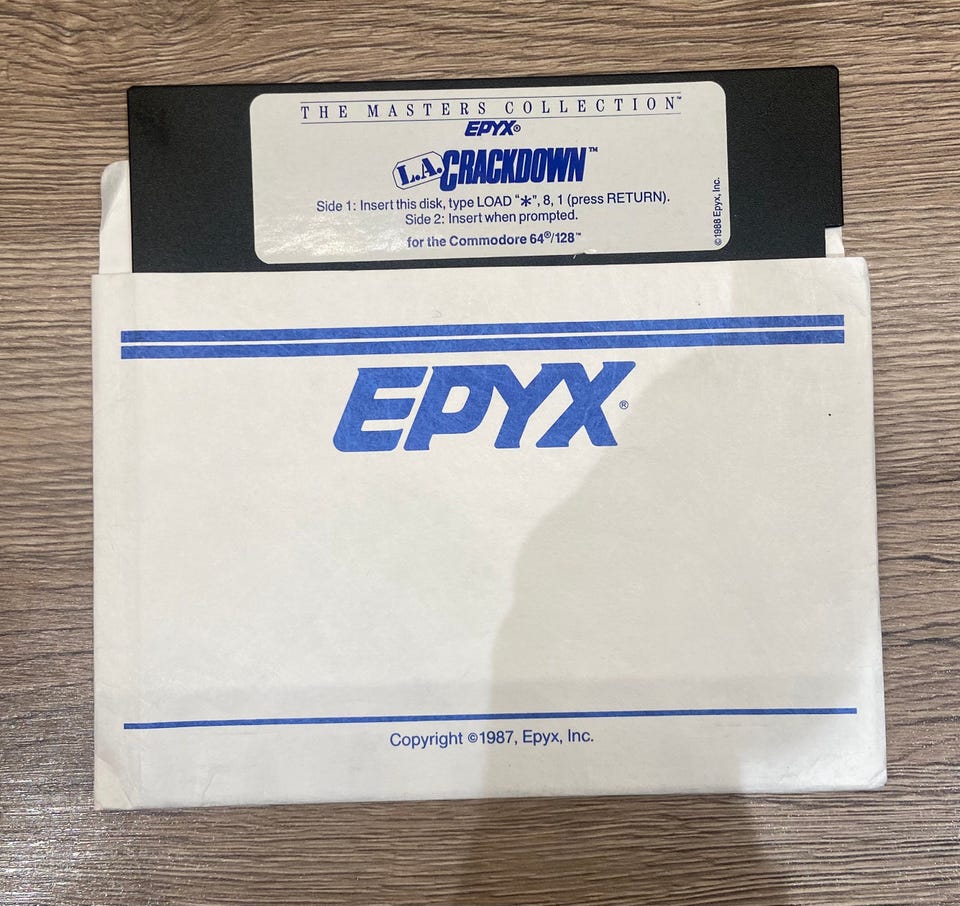 THE MASTERS COLLECTION™
EPYX®
L.A. CRACKDOWN™
Side 1: Insert this disk, type LOAD "*", 8, 1 (press RETURN).
Side 2: Insert when prompted.
for the Commodore 64®/128™
©1988 Epyx, Inc.
EPYX®
Copyright ©1987, Epyx, Inc.